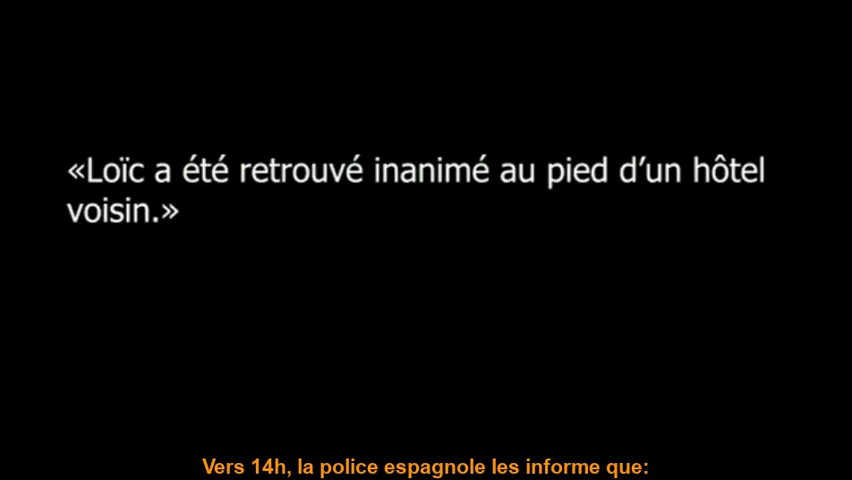 «Loïc a été retrouvé inanimé au pied d’un hôtel
voisin.»
Vers 14h, la police espagnole les informe que: